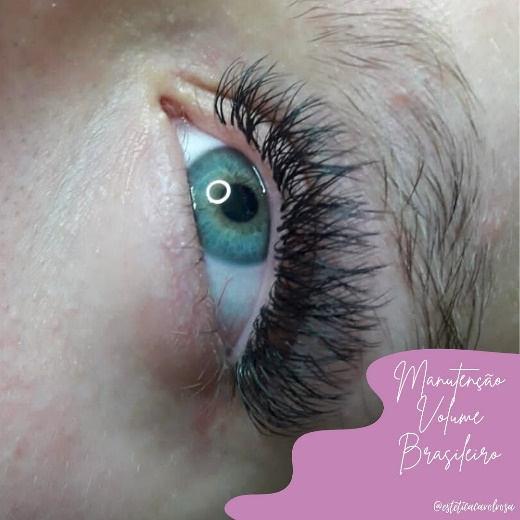 Manutenção
Volume
Brasileiro
@esteticacarolrosa